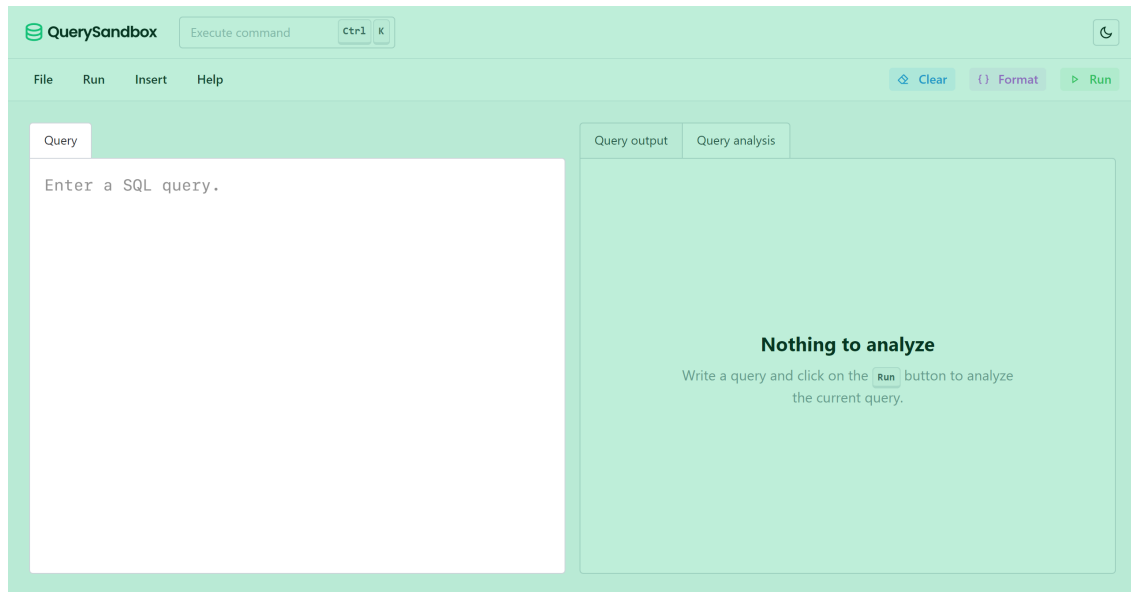 QuerySandbox Execute command Ctrl K
File Run Insert Help Clear {} Format Run
Query Query output Query analysis
Enter a SQL query.
Nothing to analyze
Write a query and click on the Run button to analyze
the current query.